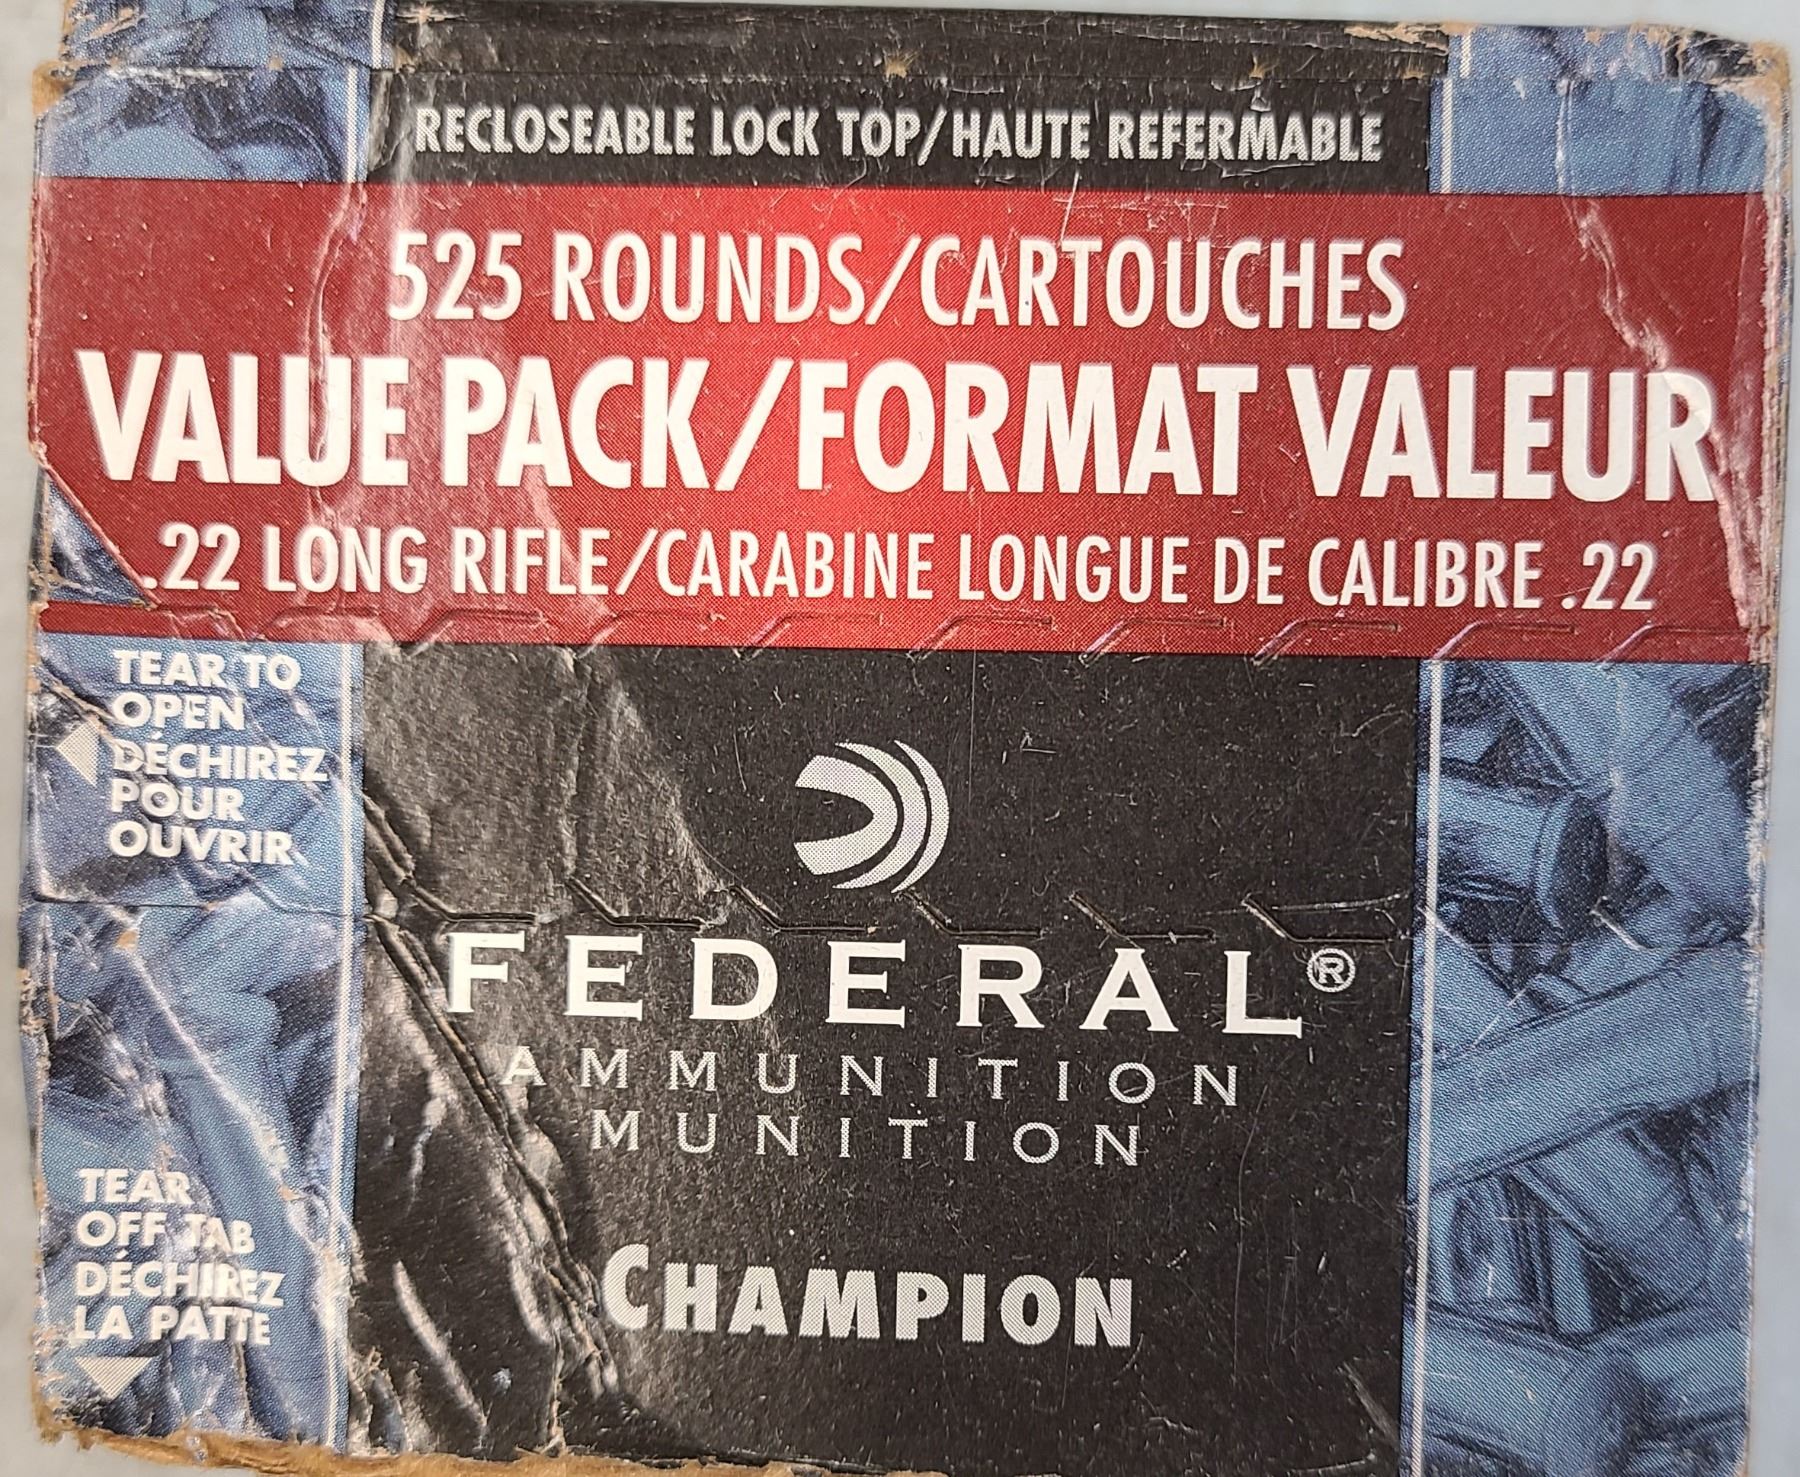 RECLOSEABLE LOCK TOP/HAUTE REFERMABLE
525 ROUNDS/CARTOUCHES
VALUE PACK/FORMAT VALEUR
.22 LONG RIFLE/CARABINE LONGUE DE CALIBRE .22
TEAR TO
OPEN
DÉCHIREZ
POUR
OUVRIR
FEDERAL®
AMMUNITION
MUNITION
TEAR
OFF TAB
DÉCHIREZ
LA PATTE
CHAMPION